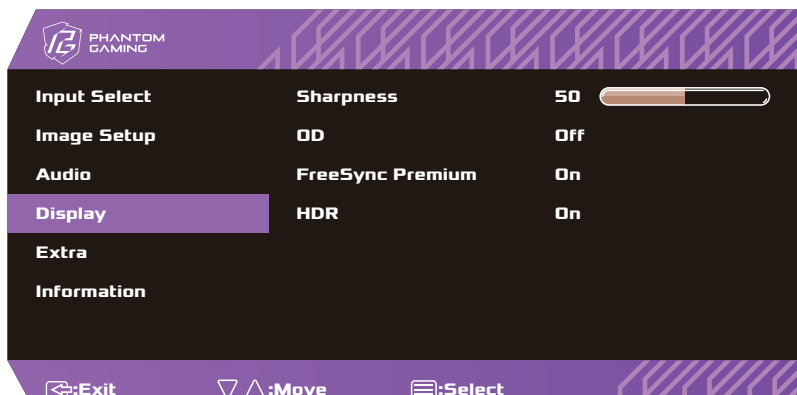 PHANTOM
GAMING
Input Select Sharpness 50
Image Setup OD Off
Audio FreeSync Premium On
Display HDR On
Extra
Information
:Exit :Move :Select